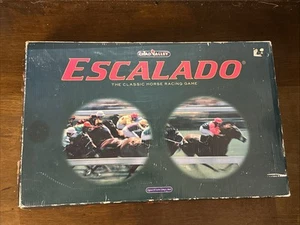 ESCALADO
THE CLASSIC HORSE RACING GAME